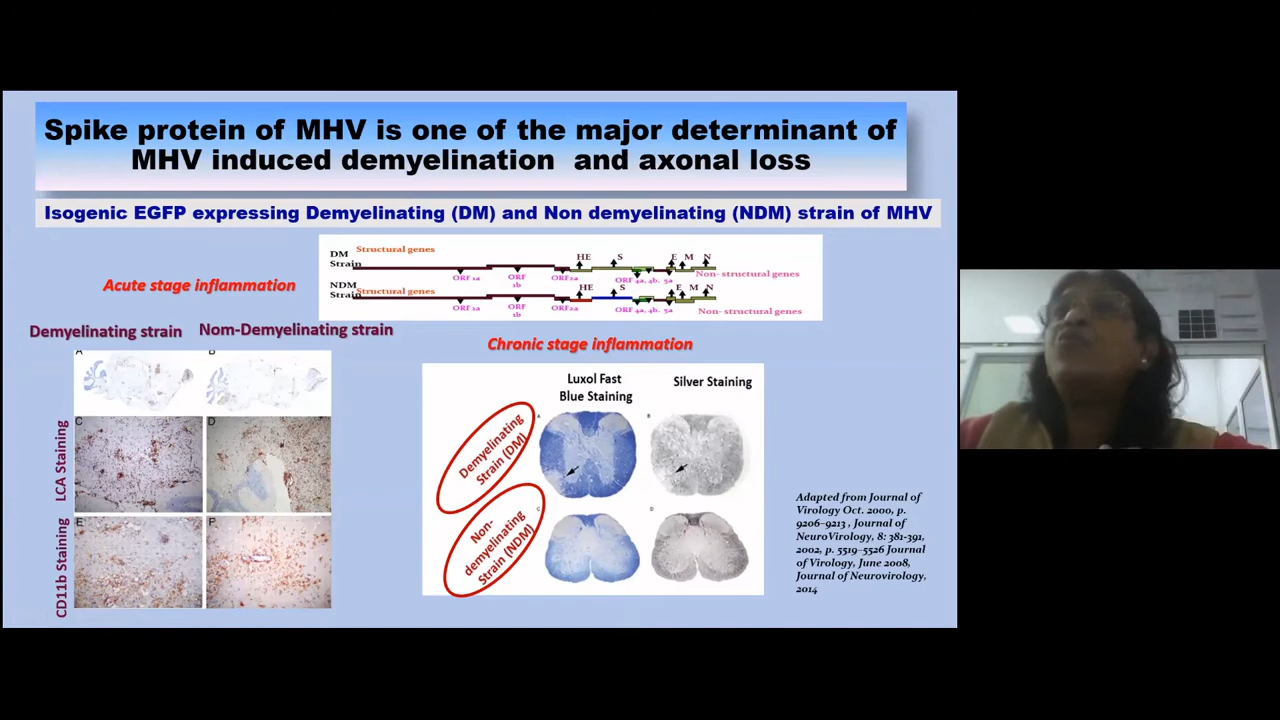 Spike protein of MHV is one of the major determinant of
MHV induced demyelination and axonal loss
Isogenic EGFP expressing Demyelinating (DM) and Non demyelinating (NDM) strain of MHV
DM
Strain
Structural genes
HE S E M N
ORF 1a ORF 1b ORF2a ORF 4a, 4b, 5a
Non- structural genes
NDM
Strain
Structural genes
HE S E M N
ORF 1a ORF 1b ORF2a ORF 4a, 4b, 5a
Non- structural genes
Acute stage inflammation
Demyelinating strain Nom-Demyelinating strain
A B
LCA Staining
C D
CD11b Staining
E F
Chronic stage inflammation
Luxol Fast
Blue Staining
Silver Staining
Demyelinating
Strain (DM)
A B
Non-
demyelinating
Strain (NDM)
C D
Adapted from Journal of
Virology Oct. 2000, p.
9206–9213 , Journal of
NeuroVirology, 8: 381-391,
2002, p. 5519–5526 Journal
of Virology, June 2008,
Journal of Neurovirology,
2014